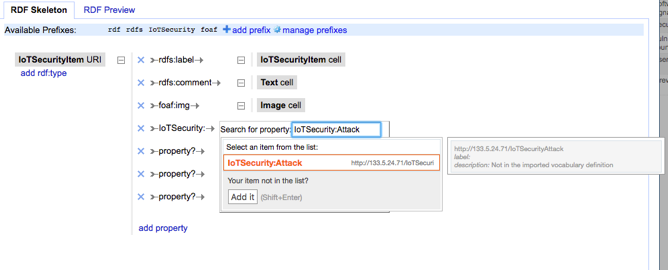 RDF Skeleton RDF Preview
Available Prefixes: rdf rdfs IoTSecurity foaf add prefix manage prefixes
IoTSecurityItem URI
add rdf:type
rdfs:label
IoTSecurityItem cell
rdfs:comment
Text cell
foaf:img
Image cell
IoTSecurity:
Search for property: IoTSecurity:Attack
Select an item from the list:
IoTSecurity:Attack http://133.5.24.71/IoTSecuri
Your item not in the list?
Add it (Shift+Enter)
http://133.5.24.71/IoTSecurityAttack
label:
description: Not in the imported vocabulary definition
property?
property?
property?
add property